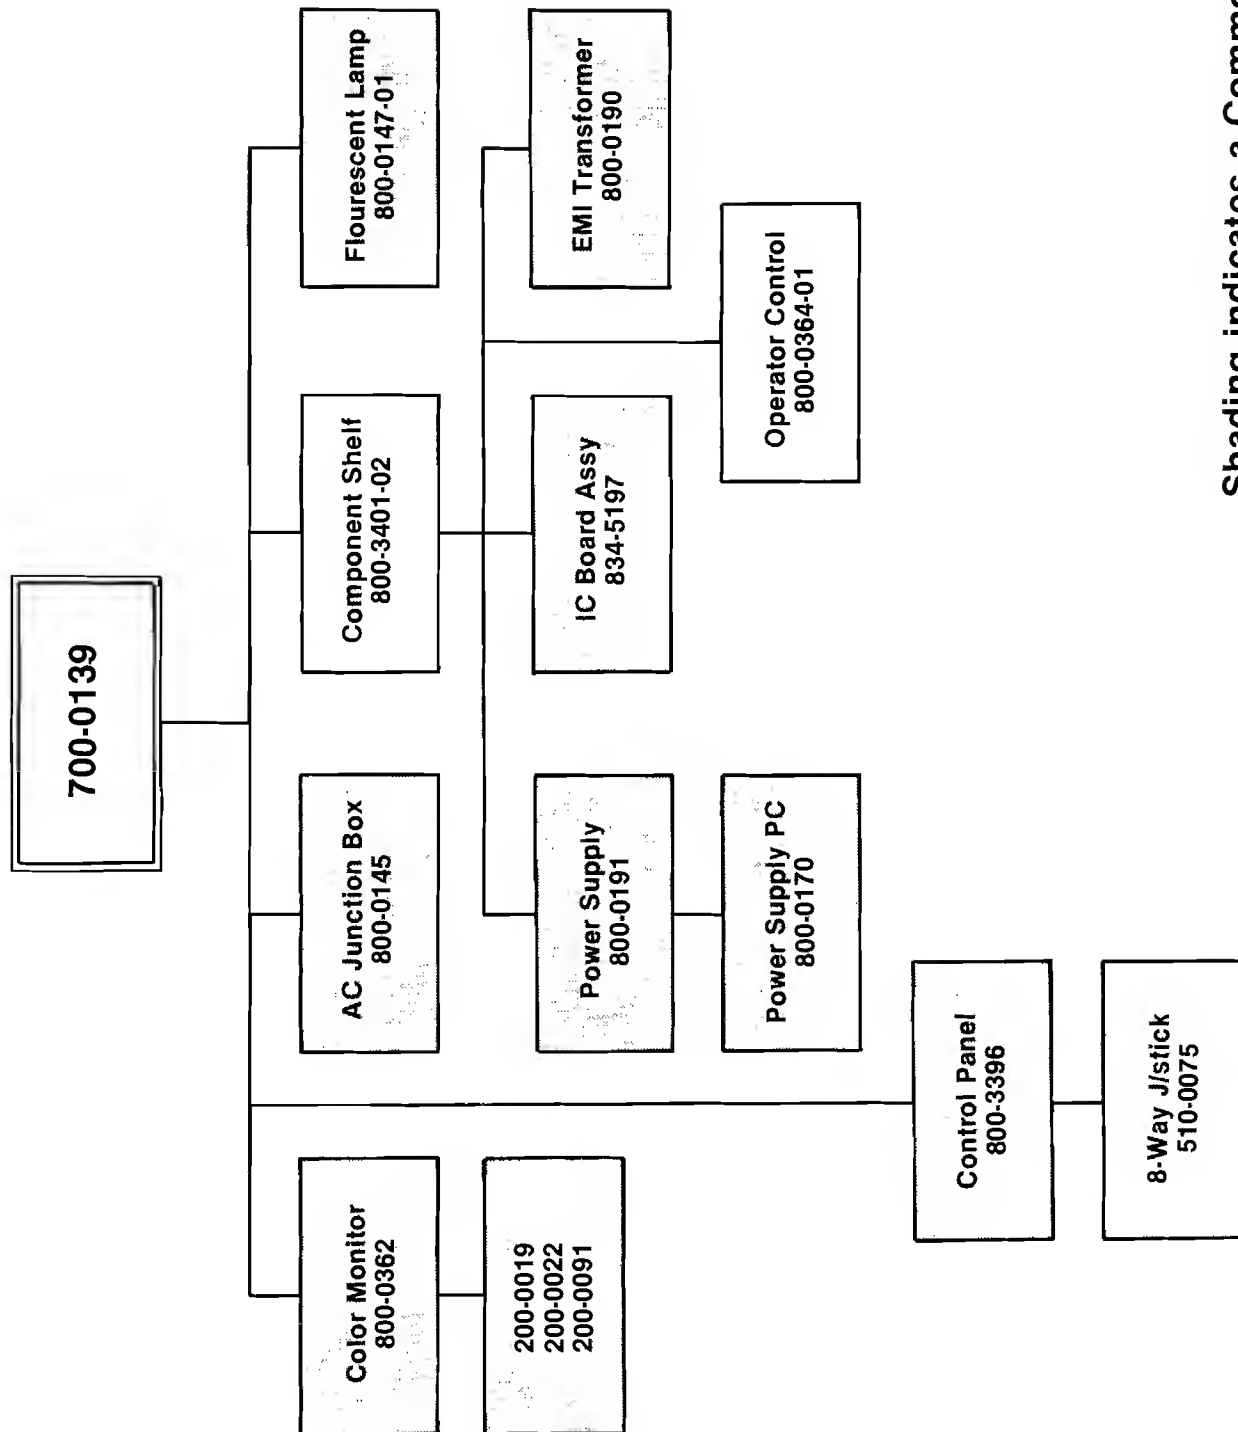 700-0139
Color Monitor
800-0362
AC Junction Box
800-0145
Component Shelf
800-3401-02
Flourescent Lamp
800-0147-01
200-0019
200-0022
200-0091
Power Supply
800-0191
IC Board Assy
834-5197
EMI Transformer
800-0190
Power Supply PC
800-0170
Operator Control
800-0364-01
Control Panel
800-3396
8-Way J/stick
510-0075
Shading indicates a